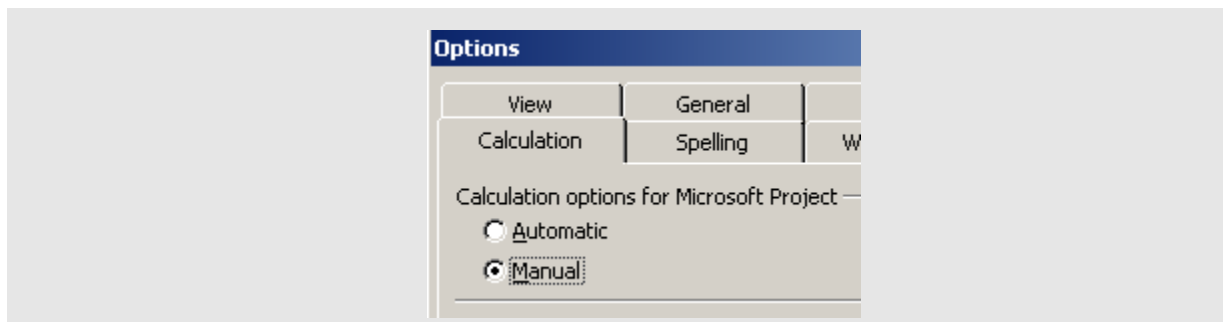 Options
View General
Calculation Spelling W
Calculation options for Microsoft Project
Automatic
Manual